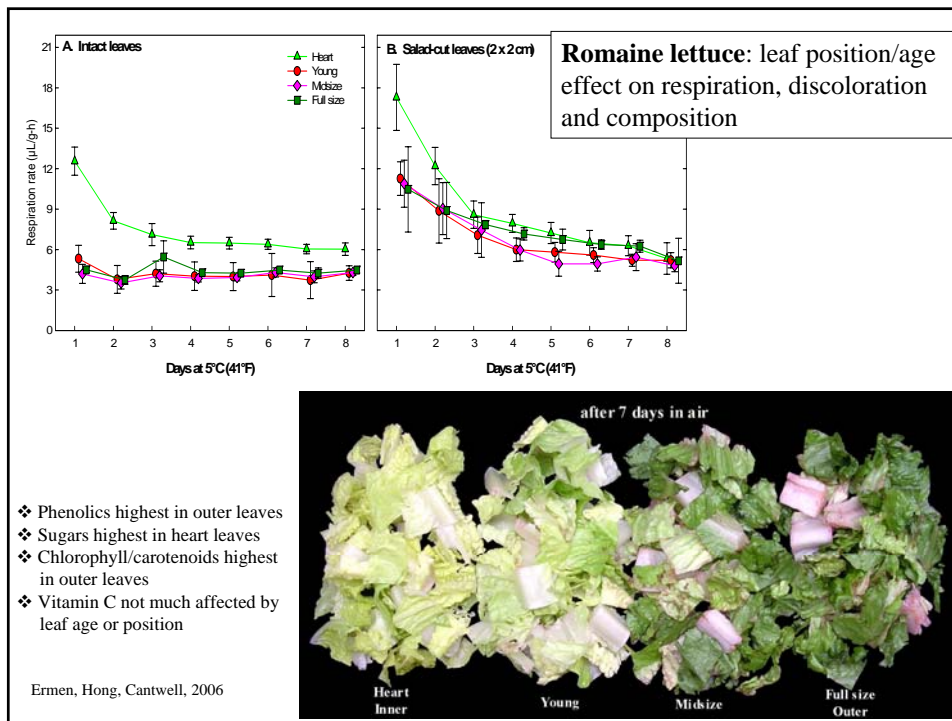 A. Intact leaves
Heart
Young
Midsize
Full size
Respiration rate (µL/g-h)
21
18
15
12
9
6
3
0
1 2 3 4 5 6 7 8
Days at 5°C (41°F)
B. Salad-cut leaves (2 x 2 cm)
1 2 3 4 5 6 7 8
Days at 5°C (41°F)
Romaine lettuce: leaf position/age
effect on respiration, discoloration
and composition
❖ Phenolics highest in outer leaves
❖ Sugars highest in heart leaves
❖ Chlorophyll/carotenoids highest
in outer leaves
❖ Vitamin C not much affected by
leaf age or position
Ermen, Hong, Cantwell, 2006
after 7 days in air
Heart
Inner
Young
Midsize
Full size
Outer